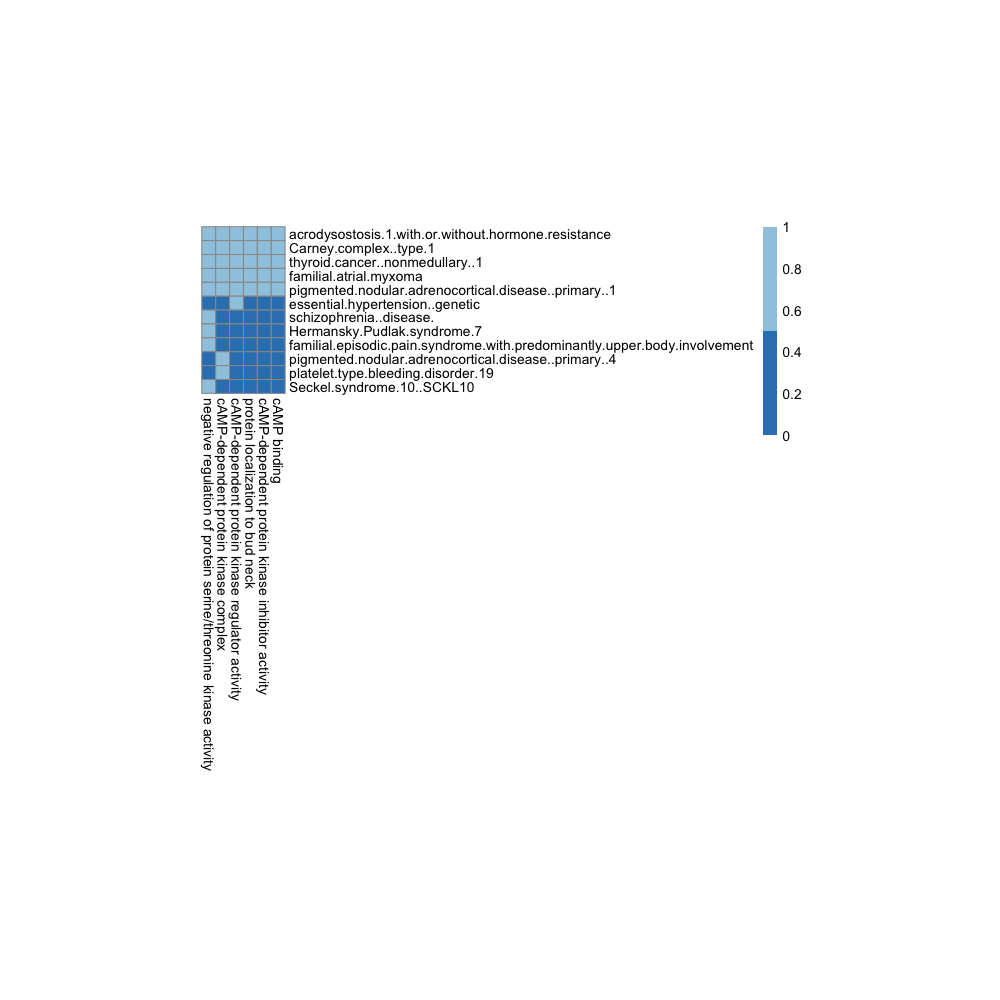 acrodysostosis.1.with.or.without.hormone.resistance
Carney.complex..type.1
thyroid.cancer..nonmedullary..1
familial.atrial.myxoma
pigmented.nodular.adrenocortical.disease..primary..1
essential.hypertension..genetic
schizophrenia..disease.
Hermansky.Pudlak.syndrome.7
familial.episodic.pain.syndrome.with.predominantly.upper.body.involvement
pigmented.nodular.adrenocortical.disease..primary..4
platelet.type.bleeding.disorder.19
Seckel.syndrome.10..SCKL10
1
0.8
0.6
0.4
0.2
0
negative regulation of protein serine/threonine kinase activity
cAMP-dependent protein kinase complex
cAMP-dependent protein kinase regulator activity
protein localization to bud neck
cAMP-dependent protein kinase inhibitor activity
cAMP binding